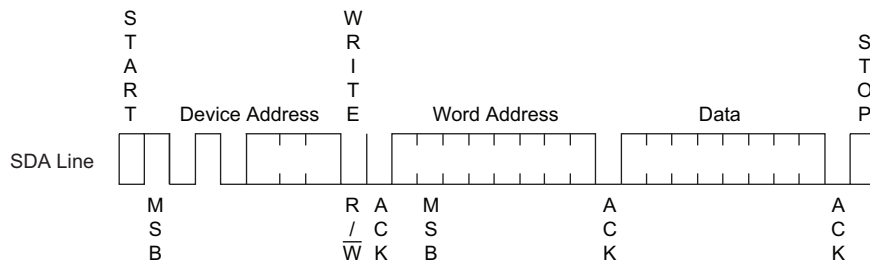 START
WRITE
STOP
Device Address
Word Address
Data
SDA Line
MSB
R/W̅
ACK
MSB
ACK
ACK